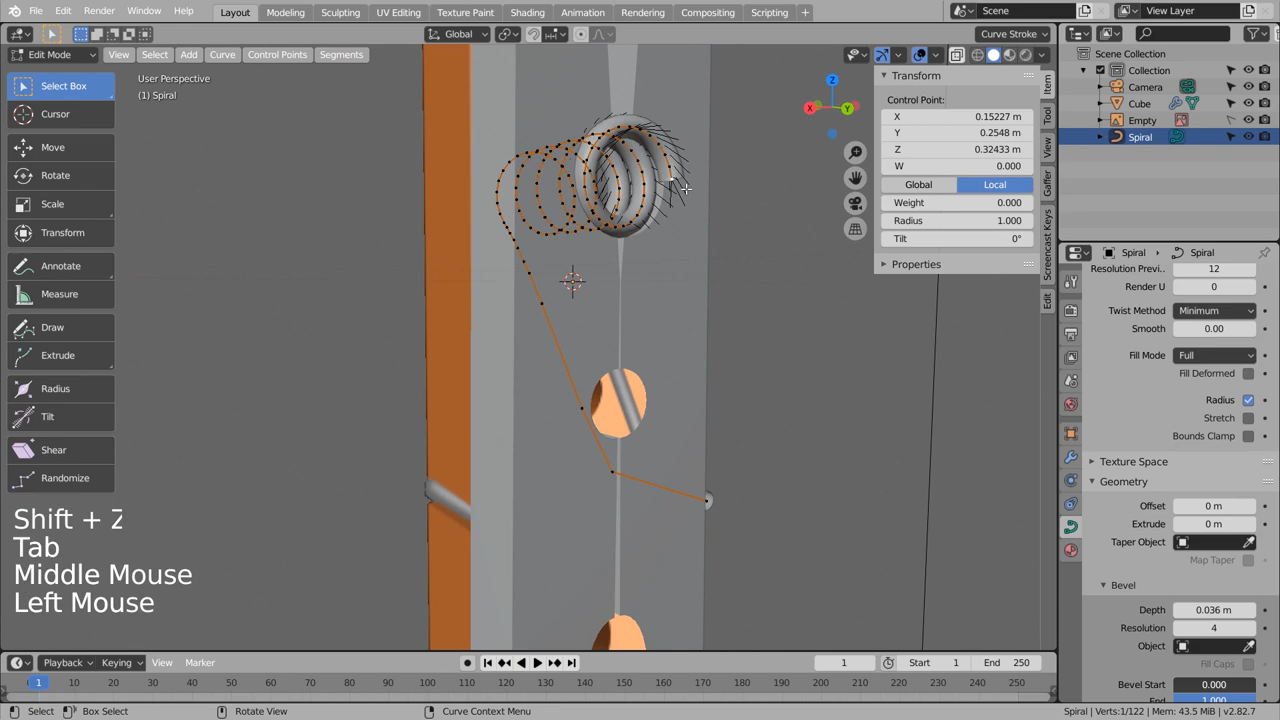 File Edit Render Window Help Layout Modeling Sculpting UV Editing Texture Paint Shading Animation Rendering Compositing Scripting + Scene View Layer
Global Curve Stroke
Edit Mode View Select Add Curve Control Points Segments
User Perspective
(1) Spiral
Select Box
Cursor
Move
Rotate
Scale
Transform
Annotate
Measure
Draw
Extrude
Radius
Tilt
Shear
Randomize
Shift + Z
Tab
Middle Mouse
Left Mouse
Z
X
Y
Transform
Control Point:
X 0.15227 m
Y 0.2548 m
Z 0.32433 m
W 0.000
Global Local
Weight 0.000
Radius 1.000
Tilt 0°
Properties
Item
Tool
View
Gaffer
Screencast Keys
Edit
Scene Collection
Collection
Camera
Cube
Empty
Spiral
Spiral Spiral
Resolution Previ.. 12
Render U 0
Twist Method Minimum
Smooth 0.00
Fill Mode Full
Fill Deformed
Radius
Stretch
Bounds Clamp
Texture Space
Geometry
Offset 0 m
Extrude 0 m
Taper Object
Map Taper
Bevel
Depth 0.036 m
Resolution 4
Object
Fill Caps
Bevel Start 0.000
End 1.000
Playback Keying View Marker 1 Start 1 End 250
1 10 20 30 40 50 60 70 80 90 100 110 120 130 140 150 160 170 180 190 200 210 220 230 240 250
Select Box Select Rotate View Curve Context Menu Spiral | Verts:1/122 | Mem: 43.5 MiB | v2.82.7